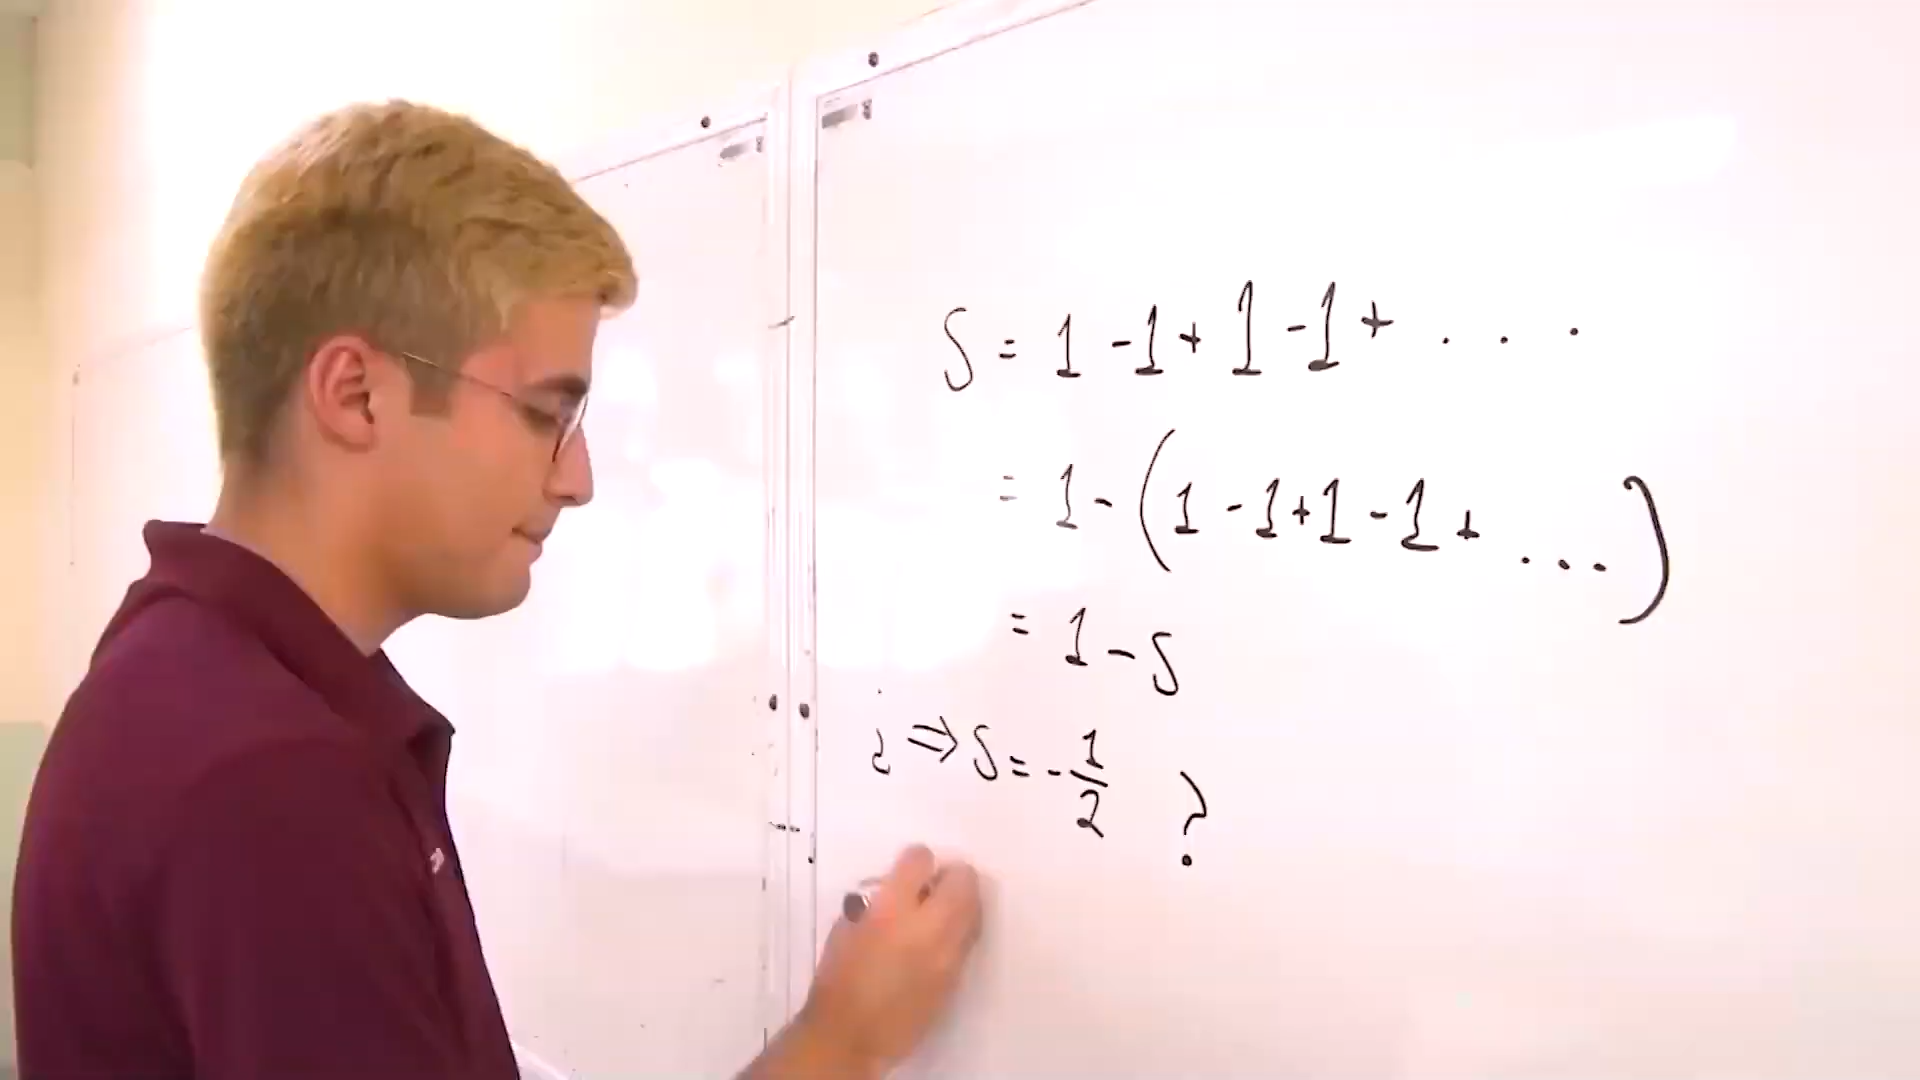 S = 1 - 1 + 1 - 1 + . . .
= 1 - (1 - 1 + 1 - 1 + ...)
= 1 - S
¿ ⇒ S = - 1/2 ?